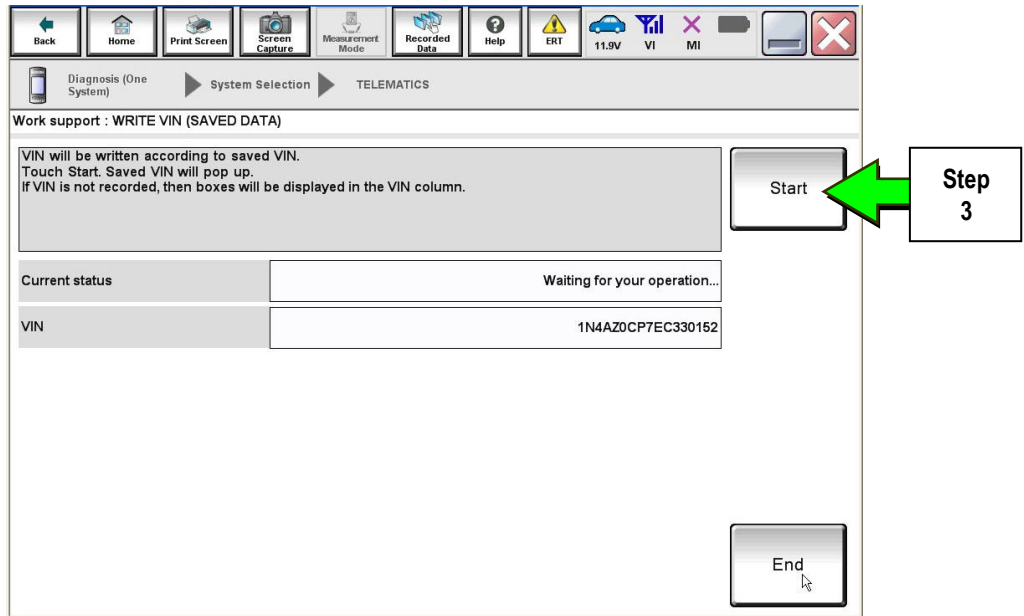 Back
Home
Print Screen
Screen
Capture
Measurement
Mode
Recorded
Data
Help
ERT
11.9V
VI
MI
Diagnosis (One
System)
System Selection
TELEMATICS
Work support : WRITE VIN (SAVED DATA)
VIN will be written according to saved VIN.
Touch Start. Saved VIN will pop up.
If VIN is not recorded, then boxes will be displayed in the VIN column.
Start
Step
3
Current status
Waiting for your operation...
VIN
1N4AZ0CP7EC330152
End